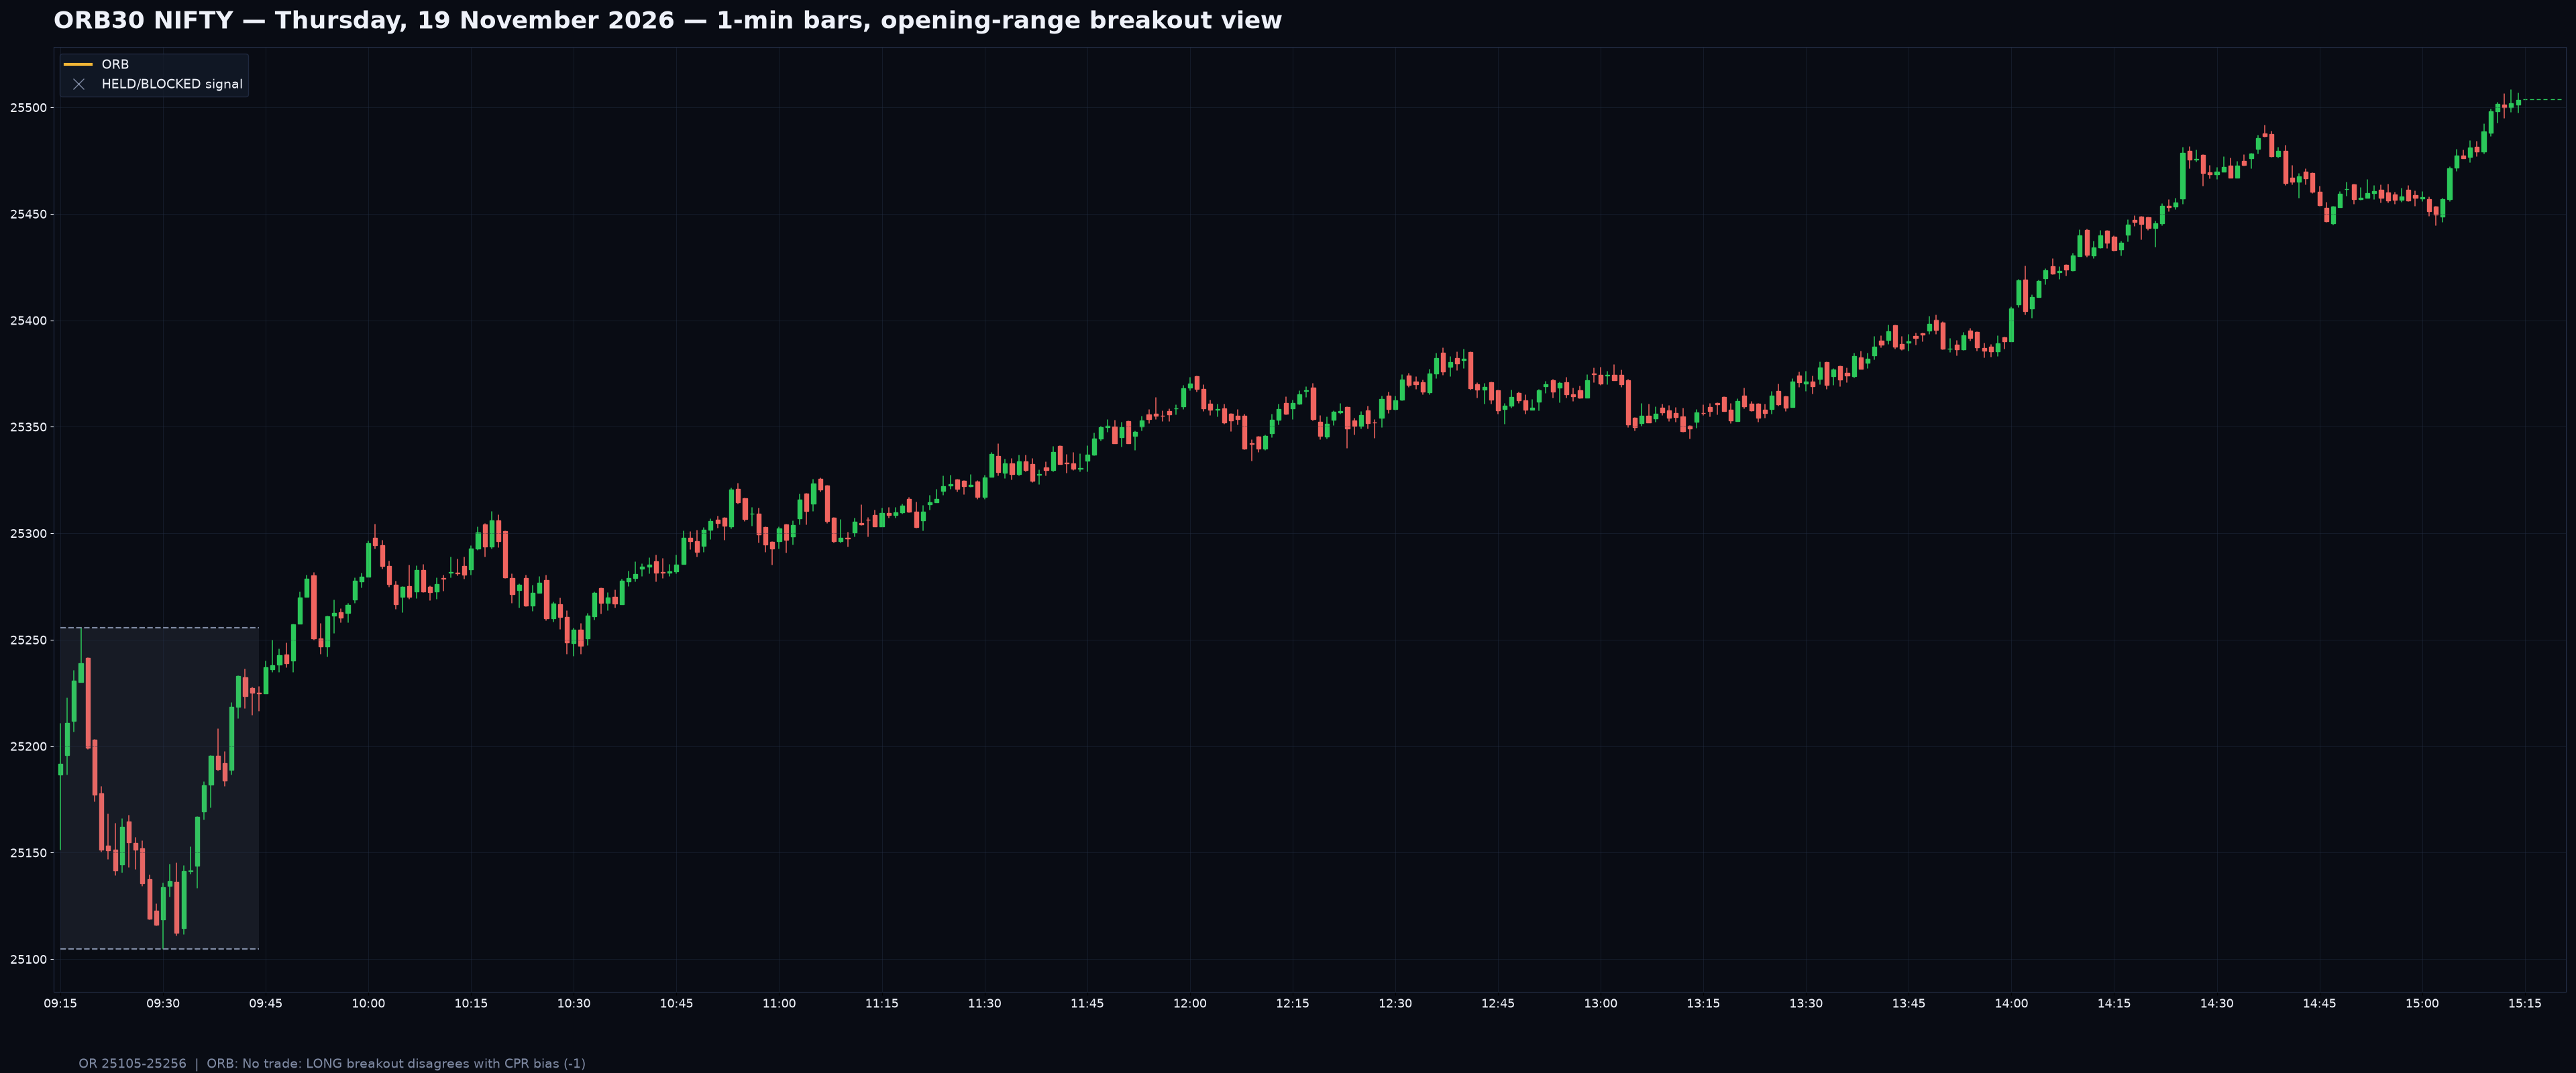 ORB30 NIFTY — Thursday, 19 November 2026 — 1-min bars, opening-range breakout view
ORB
HELD/BLOCKED signal
25500
25450
25400
25350
25300
25250
25200
25150
25100
09:15 09:30 09:45 10:00 10:15 10:30 10:45 11:00 11:15 11:30 11:45 12:00 12:15 12:30 12:45 13:00 13:15 13:30 13:45 14:00 14:15 14:30 14:45 15:00 15:15
OR 25105-25256 | ORB: No trade: LONG breakout disagrees with CPR bias (-1)